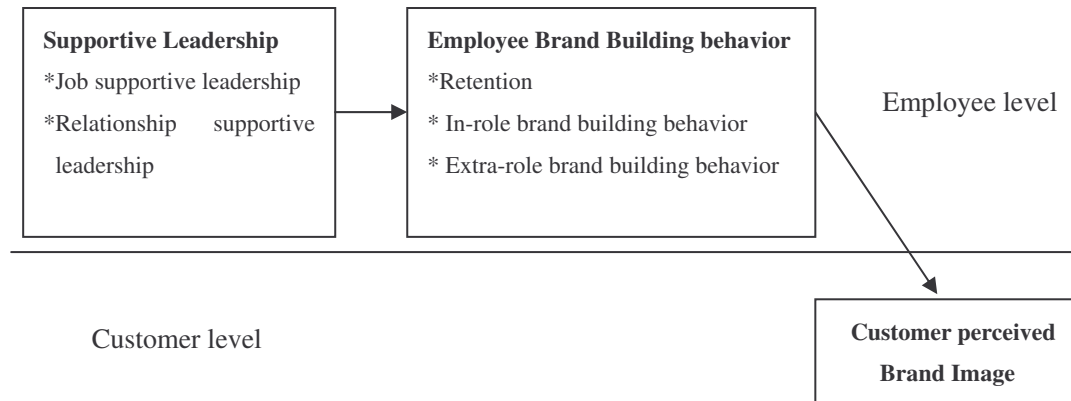 Supportive Leadership
*Job supportive leadership
*Relationship supportive
leadership
Employee Brand Building behavior
*Retention
* In-role brand building behavior
* Extra-role brand building behavior
Employee level
Customer level
Customer perceived
Brand Image